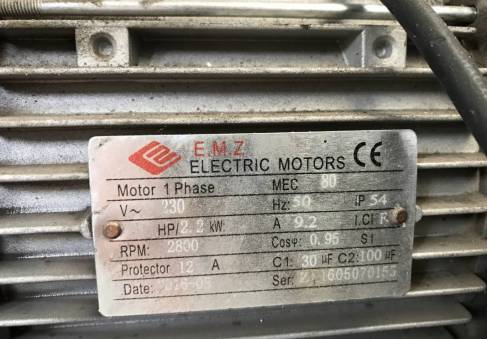 E.M.Z.
ELECTRIC MOTORS CE
Motor 1 Phase MEC 80
V~ 230 Hz: 50 IP 54
HP/2.2 kW: A 9.2 I.Cl F
RPM: 2800 Cosφ: 0.95 S1
Protector 12 A C1: 30 µF C2: 100 µF
Date: Ser: